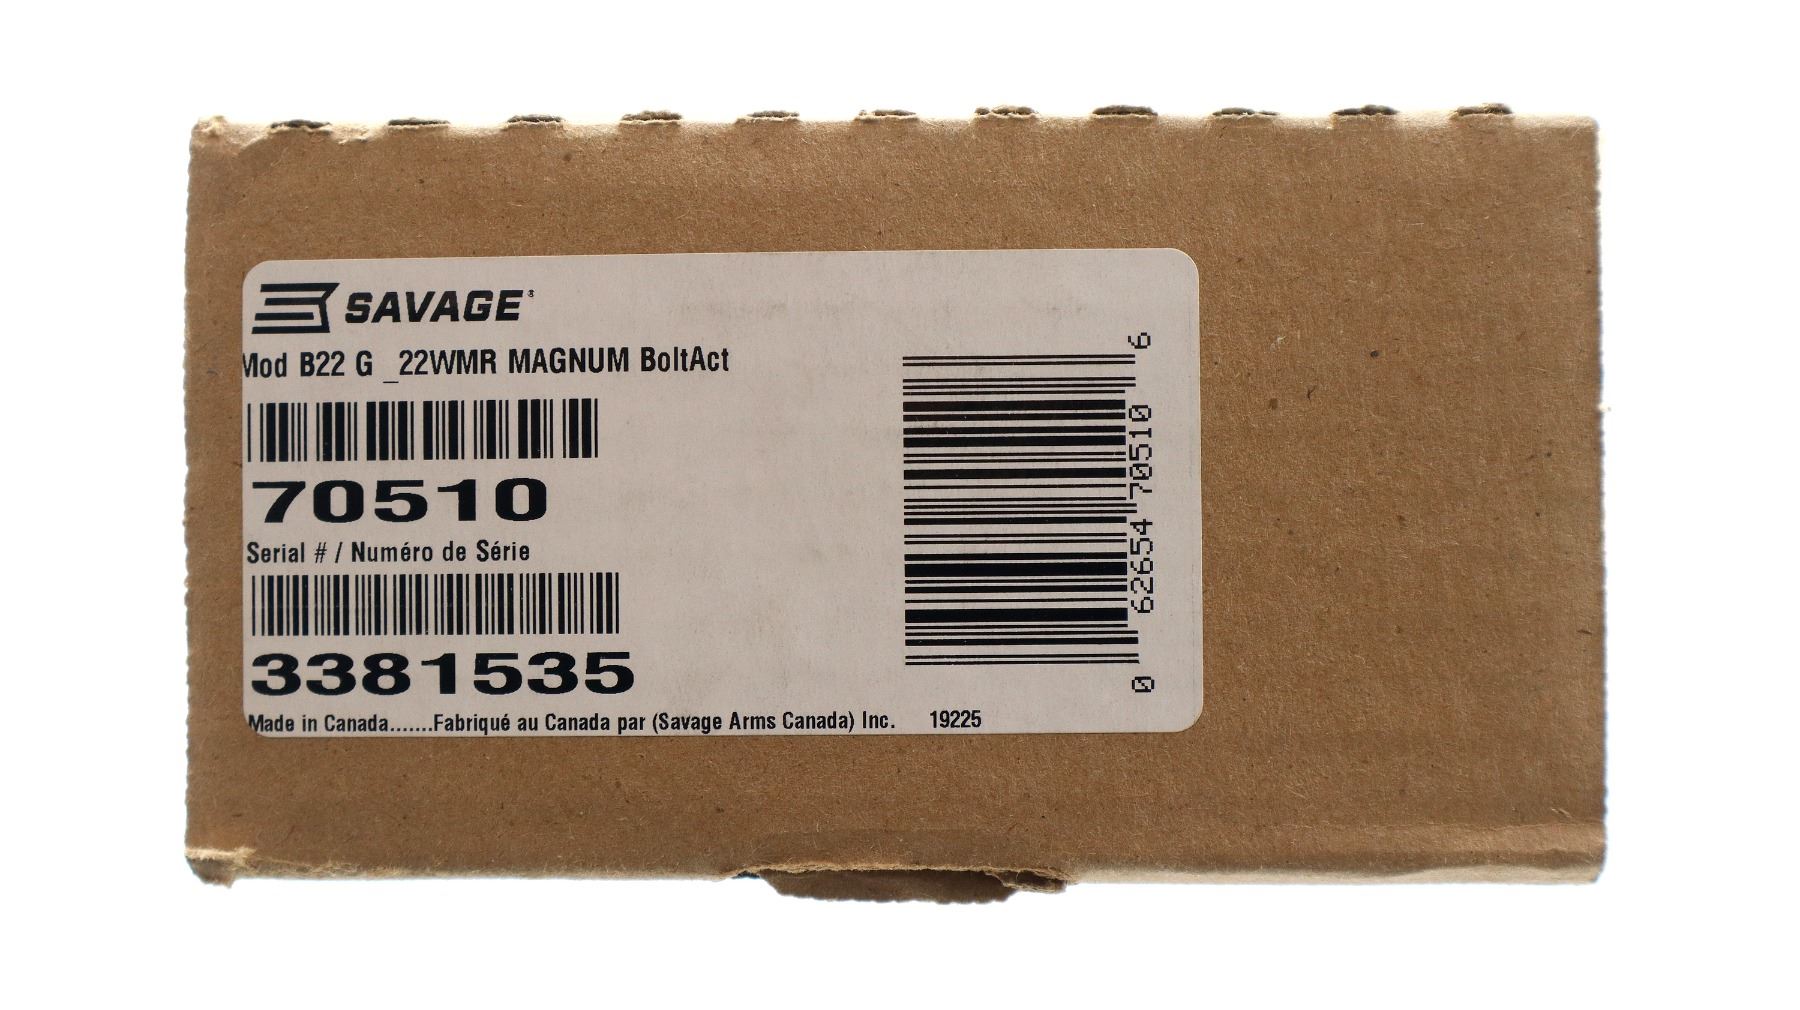 SAVAGE®
Mod B22 G _22WMR MAGNUM BoltAct
70510
Serial # / Numéro de Série
3381535
Made in Canada.......Fabriqué au Canada par (Savage Arms Canada) Inc. 19225
0 62654 70510 6